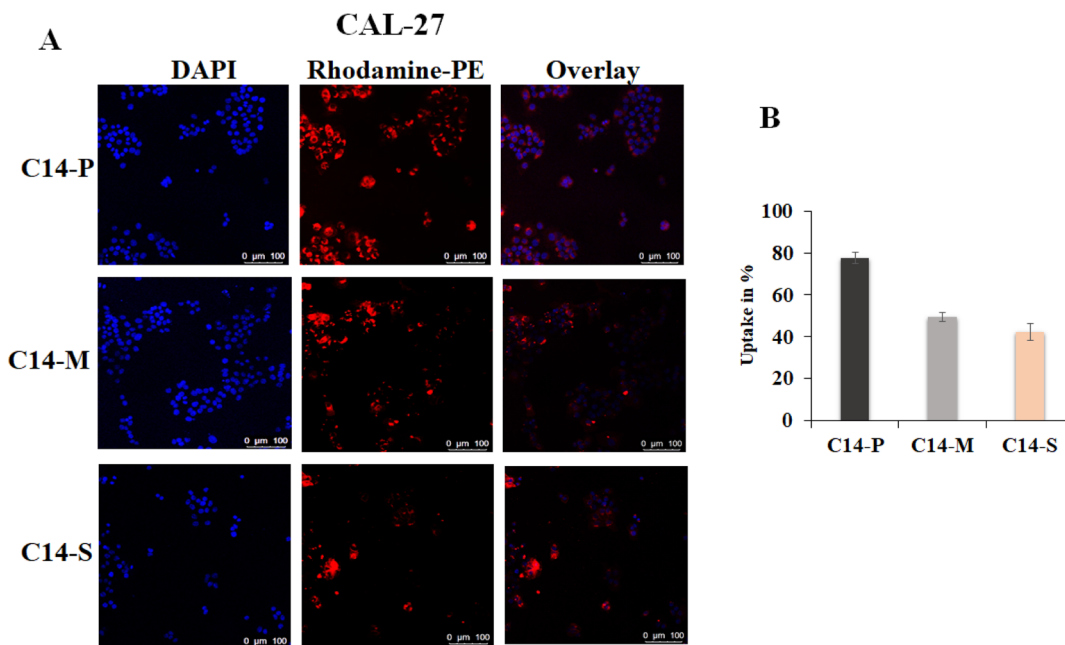 A
CAL-27
DAPI Rhodamine-PE Overlay
C14-P
0 µm 100
0 µm 100
0 µm 100
C14-M
0 µm 100
0 µm 100
0 µm 100
C14-S
0 µm 100
0 µm 100
0 µm 100
B
Uptake in %
100
80
60
40
20
0
C14-P C14-M C14-S